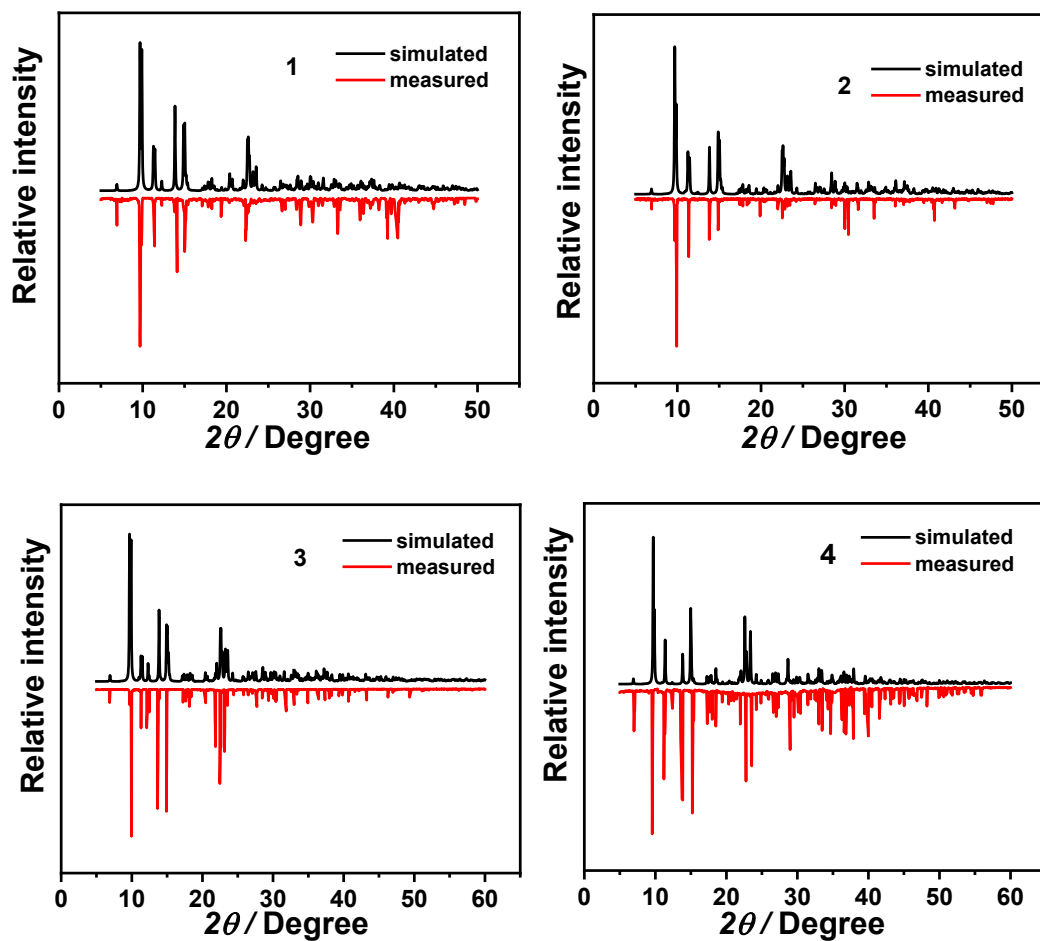 Relative intensity
1
simulated
measured
0 10 20 30 40 50
2θ / Degree
Relative intensity
2
simulated
measured
0 10 20 30 40 50
2θ / Degree
Relative intensity
3
simulated
measured
0 10 20 30 40 50 60
2θ / Degree
Relative intensity
4
simulated
measured
0 10 20 30 40 50 60
2θ / Degree